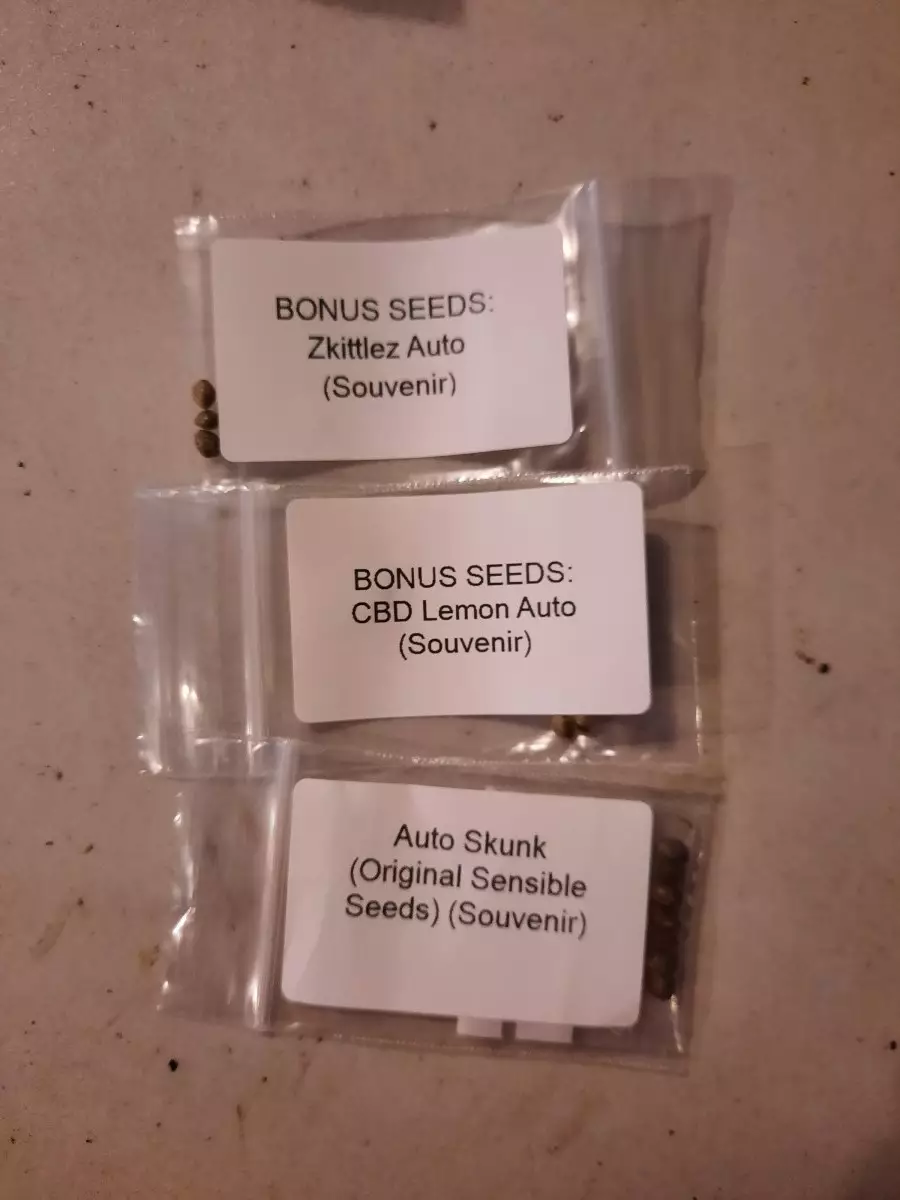 BONUS SEEDS:
Zkittlez Auto
(Souvenir)
BONUS SEEDS:
CBD Lemon Auto
(Souvenir)
Auto Skunk
(Original Sensible
Seeds) (Souvenir)